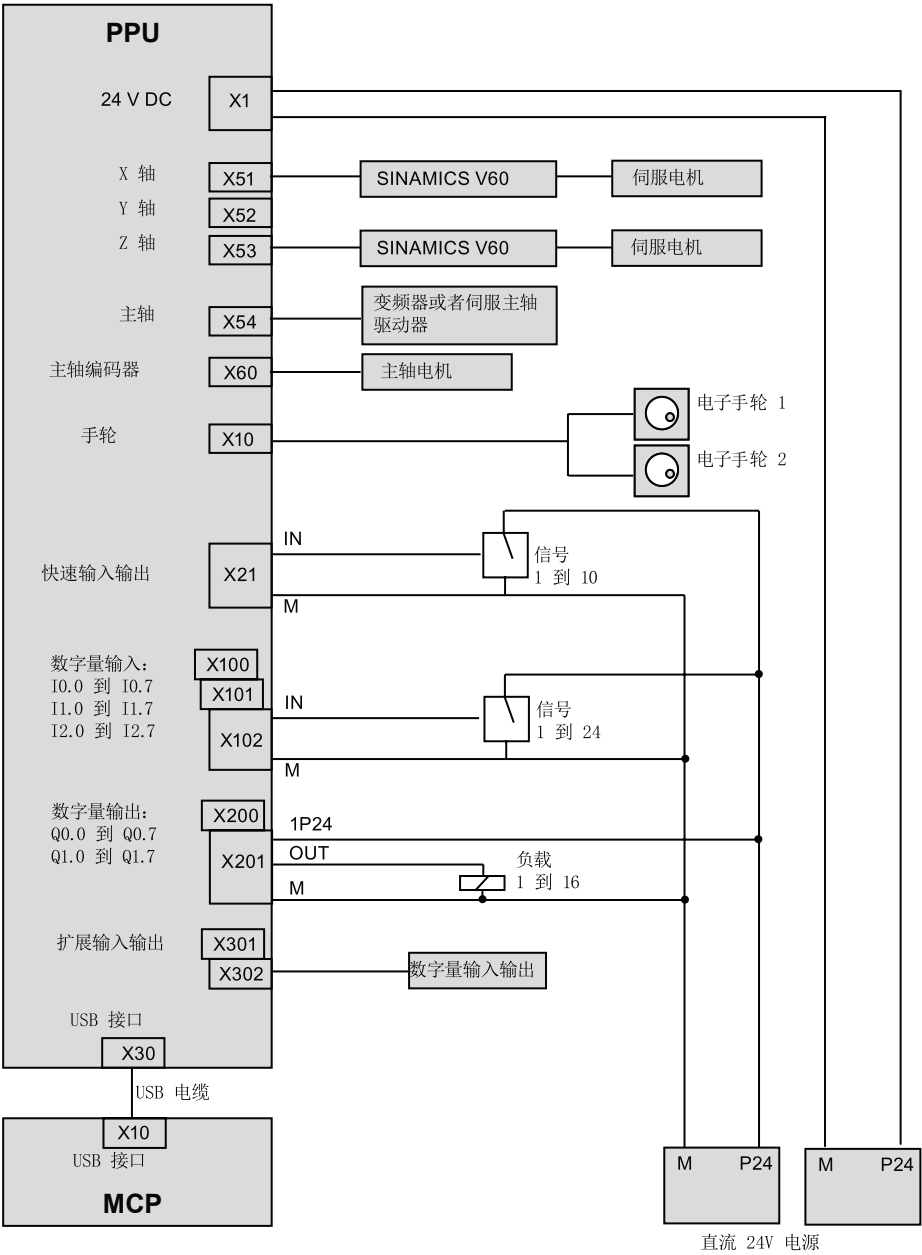 PPU
24 V DC
X1
X 轴
X51
SINAMICS V60
伺服电机
Y 轴
X52
Z 轴
X53
SINAMICS V60
伺服电机
主轴
X54
变频器或者伺服主轴
驱动器
主轴编码器
X60
主轴电机
手轮
X10
电子手轮 1
电子手轮 2
快速输入输出
X21
IN
M
信号
1 到 10
数字量输入:
I0.0 到 I0.7
I1.0 到 I1.7
I2.0 到 I2.7
X100
X101
X102
IN
M
信号
1 到 24
数字量输出:
Q0.0 到 Q0.7
Q1.0 到 Q1.7
X200
X201
1P24
OUT
M
负载
1 到 16
扩展输入输出
X301
X302
数字量输入输出
USB 接口
X30
USB 电缆
X10
USB 接口
MCP
M P24
M P24
直流 24V 电源